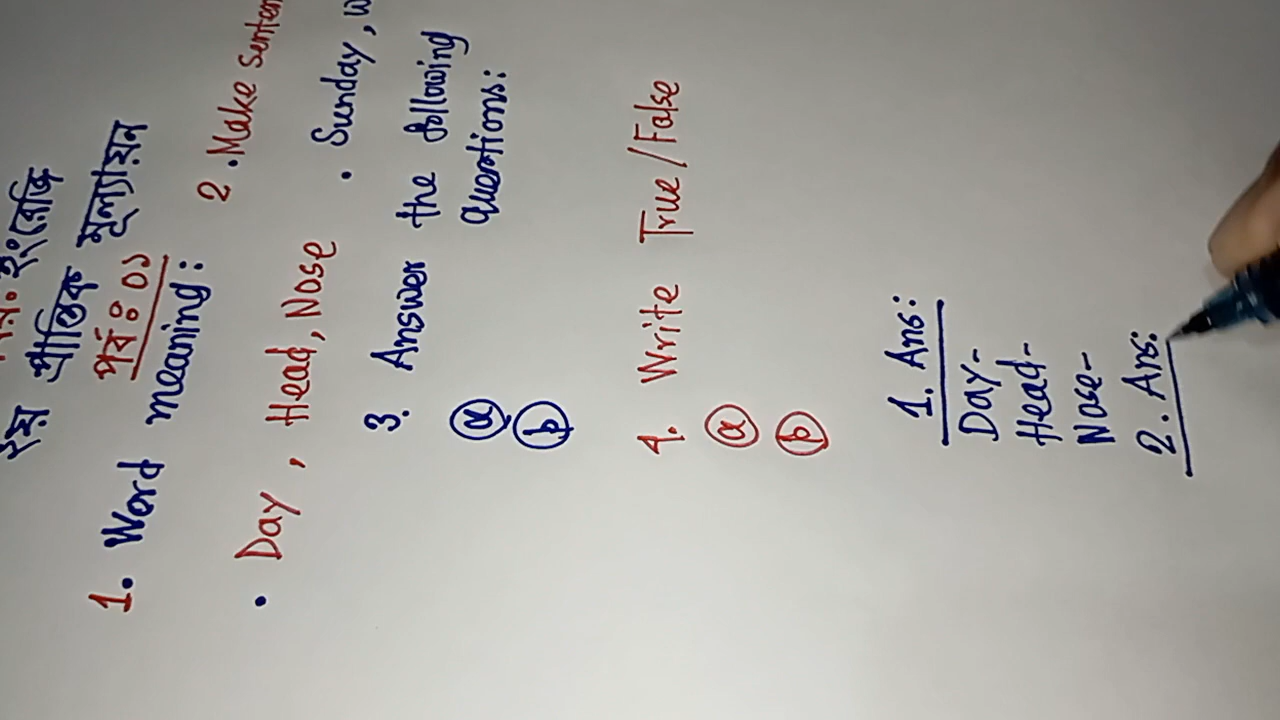 ইংরেজি
প্রান্তিক মূল্যায়ন
পর্ব: ০১
1. Word meaning:
• Day, Head, Nose
2. Make
• Sunday,
3. Answer the following
questions:
(a)
(b)
4. Write True/False
(a)
(b)
1. Ans:
Day-
Head-
Nose-
2. Ans: